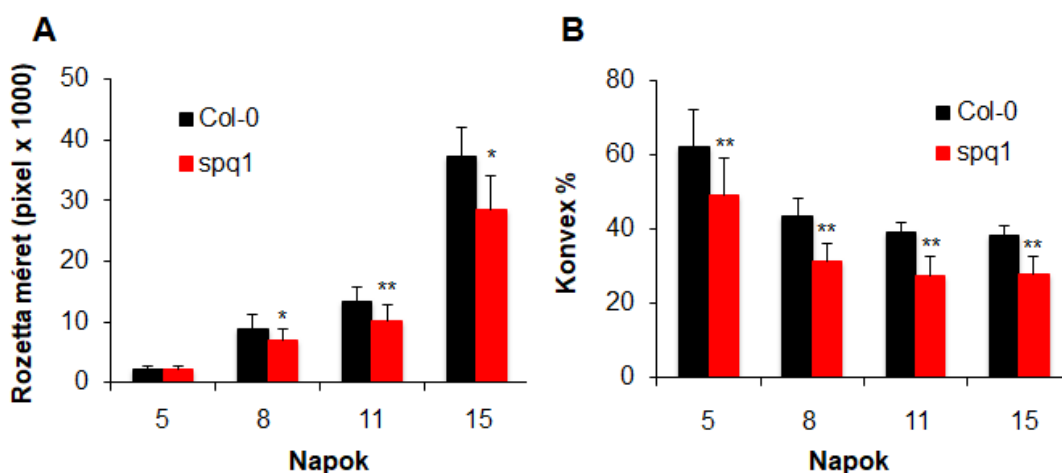 A
Rozetta méret (pixel x 1000)
50
40
30
20
10
0
Col-0
spq1
*
**
*
5 8 11 15
Napok
B
Konvex %
80
60
40
20
0
Col-0
spq1
**
**
**
**
5 8 11 15
Napok